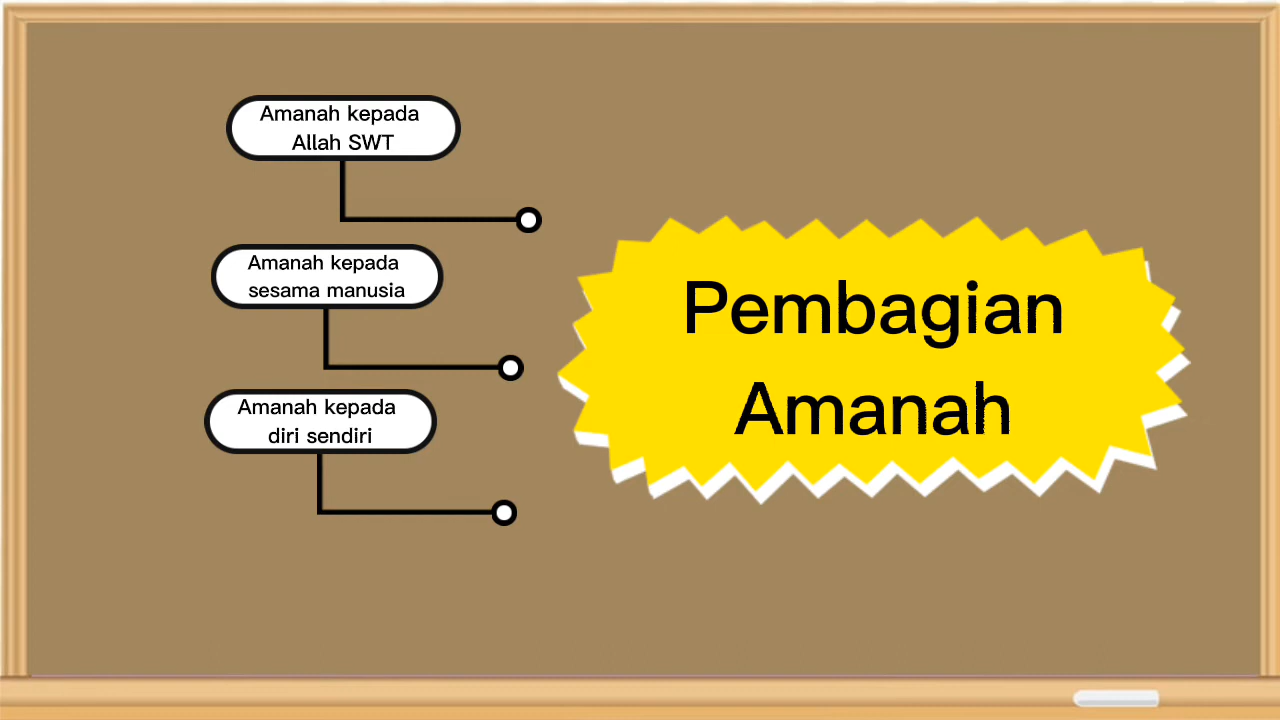 Amanah kepada
Allah SWT
Amanah kepada
sesama manusia
Amanah kepada
diri sendiri
Pembagian
Amanah